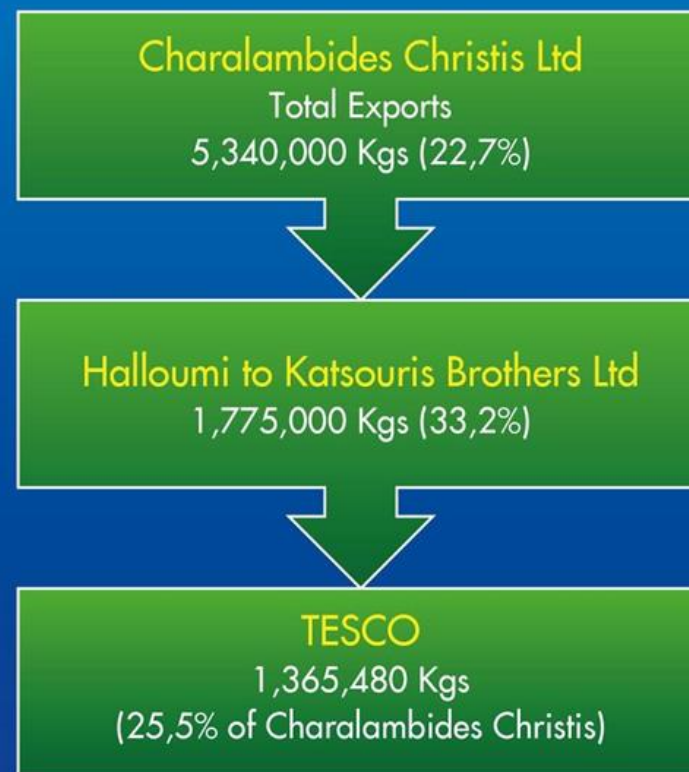 Charalambides Christis Ltd
Total Exports
5,340,000 Kgs (22,7%)
Halloumi to Katsouris Brothers Ltd
1,775,000 Kgs (33,2%)
TESCO
1,365,480 Kgs
(25,5% of Charalambides Christis)